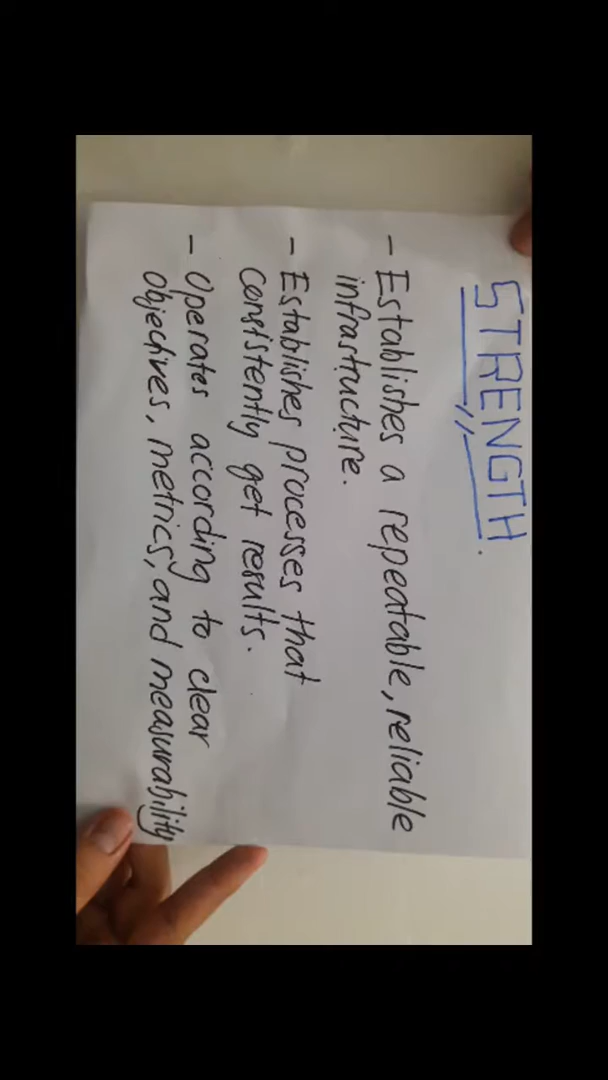 STRENGTH.
- Establishes a repeatable, reliable
infrastructure.
- Establishes processes that
consistently get results.
- Operates according to clear
objectives, metrics, and measurability